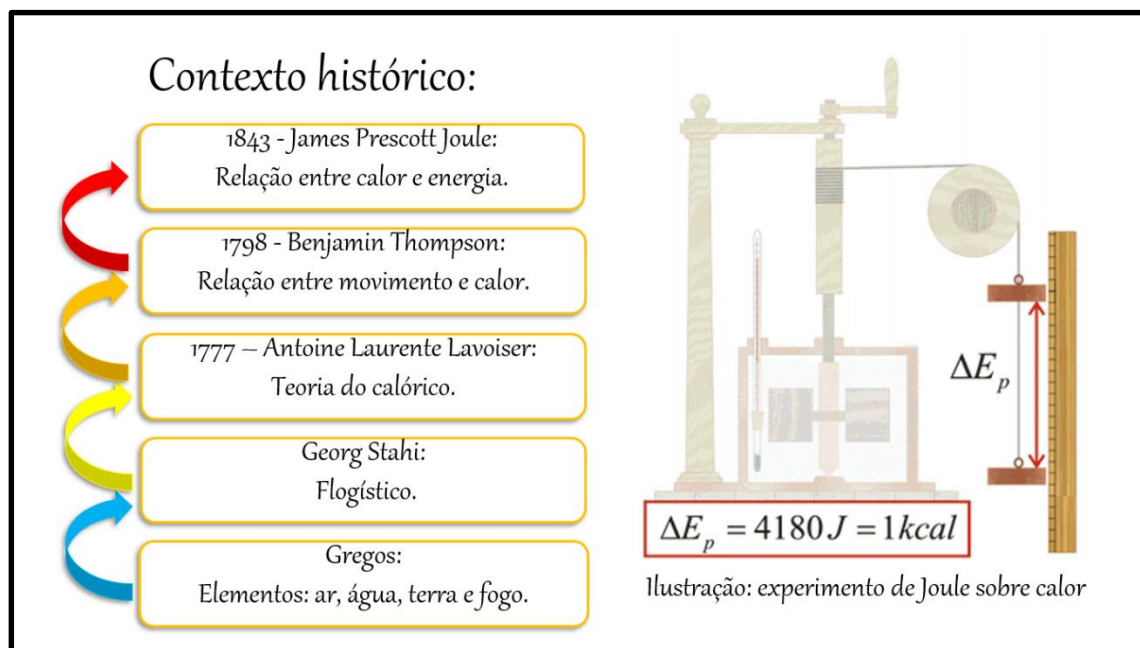 Contexto histórico:
1843 - James Prescott Joule:
Relação entre calor e energia.
1798 - Benjamin Thompson:
Relação entre movimento e calor.
1777 – Antoine Laurente Lavoiser:
Teoria do calórico.
Georg Stahi:
Flogístico.
Gregos:
Elementos: ar, água, terra e fogo.
ΔE_p
ΔE_p = 4180 J = 1kcal
Ilustração: experimento de Joule sobre calor